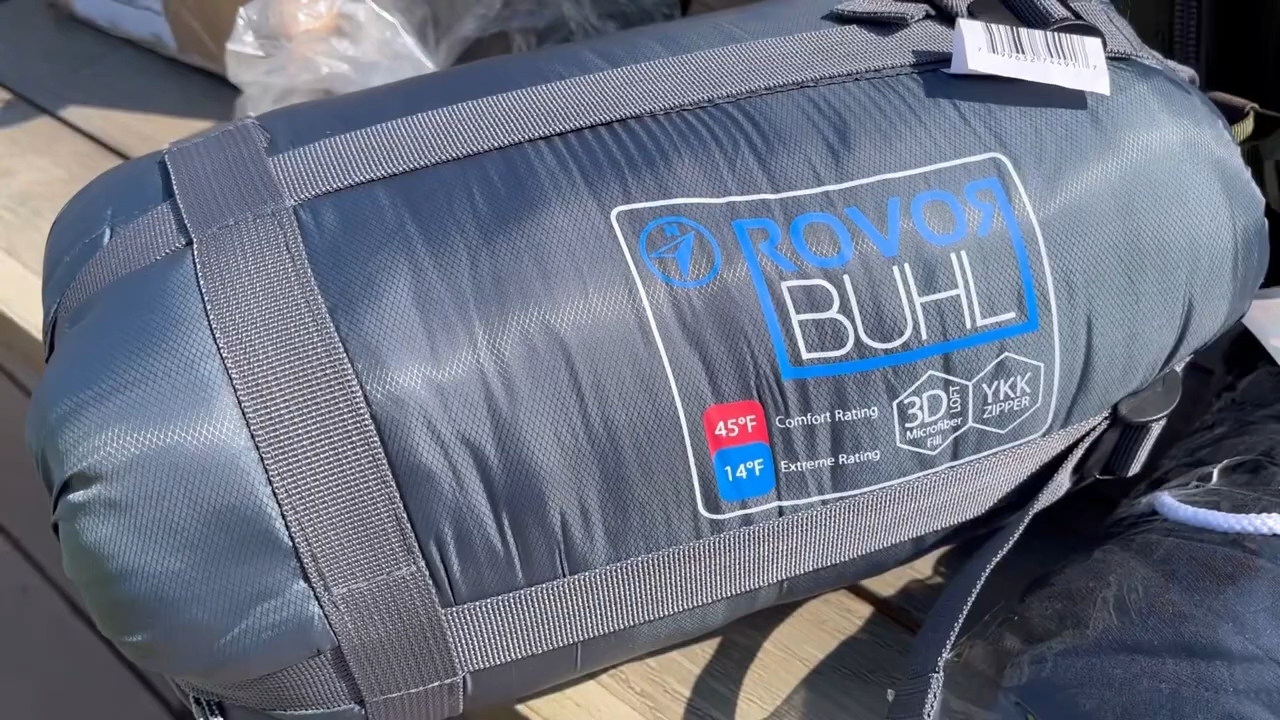 N
ROVOR
BUHL
45°F Comfort Rating
14°F Extreme Rating
3D LOFT
Microfiber
Fill
YKK
ZIPPER